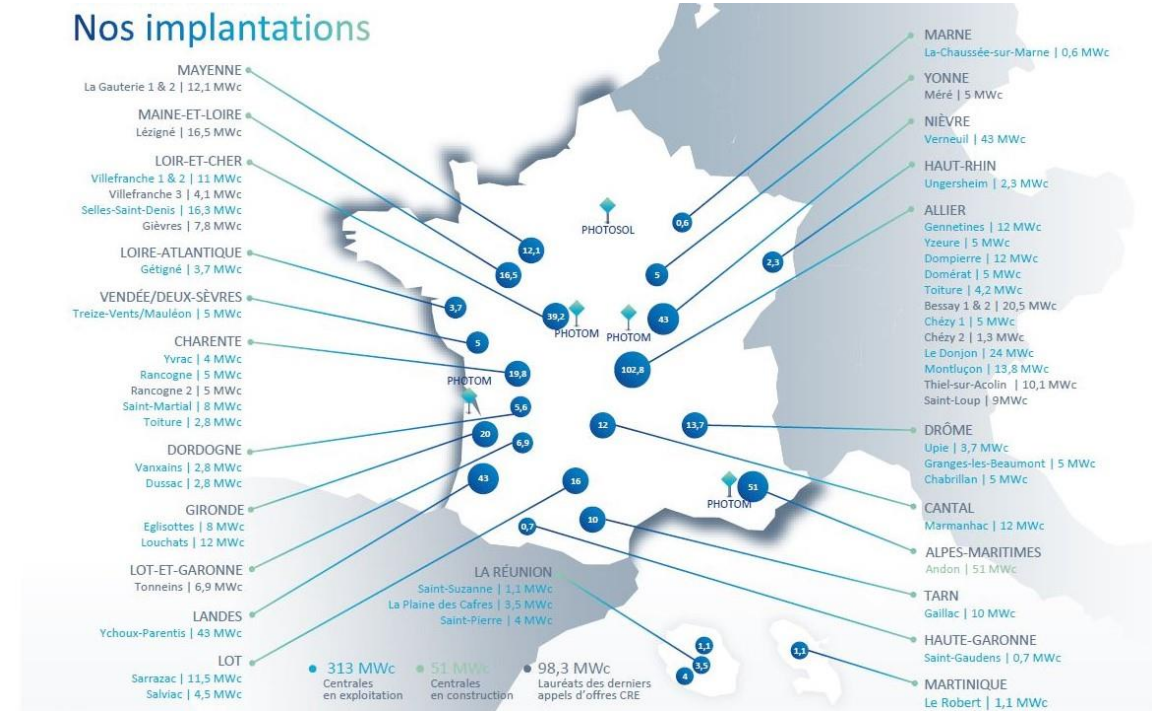 Nos implantations
MAYENNE
La Gauterie 1 & 2 | 12,1 MWc
MAINE-ET-LOIRE
Lézigné | 16,5 MWc
LOIR-ET-CHER
Villefranche 1 & 2 | 11 MWc
Villefranche 3 | 4,1 MWc
Selles-Saint-Denis | 16,3 MWc
Gièvres | 7,8 MWc
LOIRE-ATLANTIQUE
Gétigné | 3,7 MWc
VENDÉE/DEUX-SÈVRES
Treize-Vents/Mauléon | 5 MWc
CHARENTE
Yvrac | 4 MWc
Rancogne | 5 MWc
Rancogne 2 | 5 MWc
Saint-Martial | 8 MWc
Toiture | 2,8 MWc
DORDOGNE
Vanxains | 2,8 MWc
Dussac | 2,8 MWc
GIRONDE
Eglisottes | 8 MWc
Louchats | 12 MWc
LOT-ET-GARONNE
Tonneins | 6,9 MWc
LANDES
Ychoux-Parentis | 43 MWc
LOT
Sarrazac | 11,5 MWc
Salviac | 4,5 MWc
PHOTOSOL
0,6
12,1
2,3
16,5
5
3,7
39,2
PHOTOM
PHOTOM
43
5
19,8
102,8
PHOTOM
5,6
20
6,9
12
13,7
43
16
51
PHOTOM
0,7
10
LA RÉUNION
Saint-Suzanne | 1,1 MWc
La Plaine des Cafres | 3,5 MWc
Saint-Pierre | 4 MWc
1,1
3,5
4
1,1
313 MWc
Centrales
en exploitation
51 MWc
Centrales
en construction
98,3 MWc
Lauréats des derniers
appels d'offres CRE
MARNE
La-Chaussée-sur-Marne | 0,6 MWc
YONNE
Méré | 5 MWc
NIÈVRE
Verneuil | 43 MWc
HAUT-RHIN
Ungersheim | 2,3 MWc
ALLIER
Gennetines | 12 MWc
Yzeure | 5 MWc
Dompierre | 12 MWc
Domérat | 5 MWc
Toiture | 4,2 MWc
Bessay 1 & 2 | 20,5 MWc
Chézy 1 | 5 MWc
Chézy 2 | 1,3 MWc
Le Donjon | 24 MWc
Montluçon | 13,8 MWc
Thiel-sur-Acolin | 10,1 MWc
Saint-Loup | 9MWc
DRÔME
Upie | 3,7 MWc
Granges-les-Beaumont | 5 MWc
Chabrillan | 5 MWc
CANTAL
Marmanhac | 12 MWc
ALPES-MARITIMES
Andon | 51 MWc
TARN
Gaillac | 10 MWc
HAUTE-GARONNE
Saint-Gaudens | 0,7 MWc
MARTINIQUE
Le Robert | 1,1 MWc